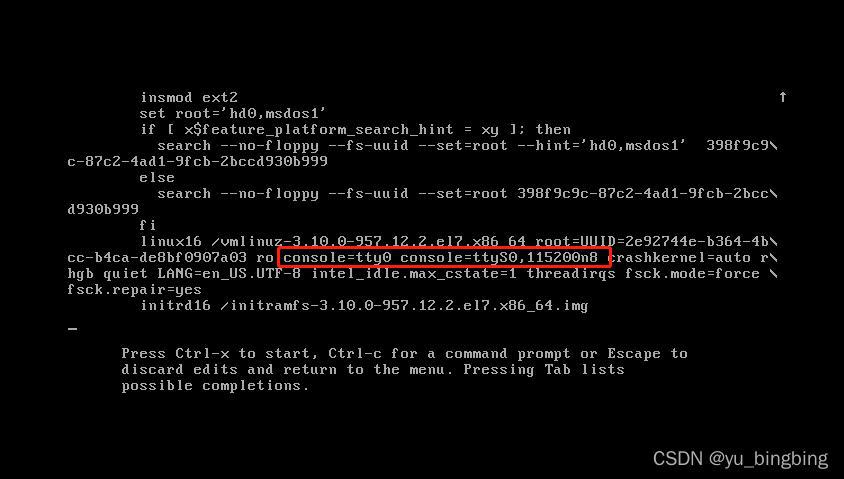 insmod ext2 ↑
set root='hd0,msdos1'
if [ x$feature_platform_search_hint = xy ]; then
search --no-floppy --fs-uuid --set=root --hint='hd0,msdos1' 398f9c9\
c-87c2-4ad1-9fcb-2bccd930b999
else
search --no-floppy --fs-uuid --set=root 398f9c9c-87c2-4ad1-9fcb-2bcc\
d930b999
fi
linux16 /vmlinuz-3.10.0-957.12.2.el7.x86_64 root=UUID=2e92744e-b364-4b\
cc-b4ca-de8bf0907a03 ro console=tty0 console=ttyS0,115200n8 crashkernel=auto r\
hgb quiet LANG=en_US.UTF-8 intel_idle.max_cstate=1 threadirqs fsck.mode=force \
fsck.repair=yes
initrd16 /initramfs-3.10.0-957.12.2.el7.x86_64.img
_
Press Ctrl-x to start, Ctrl-c for a command prompt or Escape to
discard edits and return to the menu. Pressing Tab lists
possible completions.
CSDN @yu_bingbing